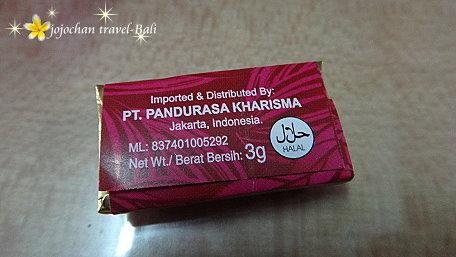 jojochan travel-Bali
Imported & Distributed By:
PT. PANDURASA KHARISMA
Jakarta, Indonesia.
ML: 837401005292
Net Wt./ Berat Bersih: 3g
حلال
HALAL